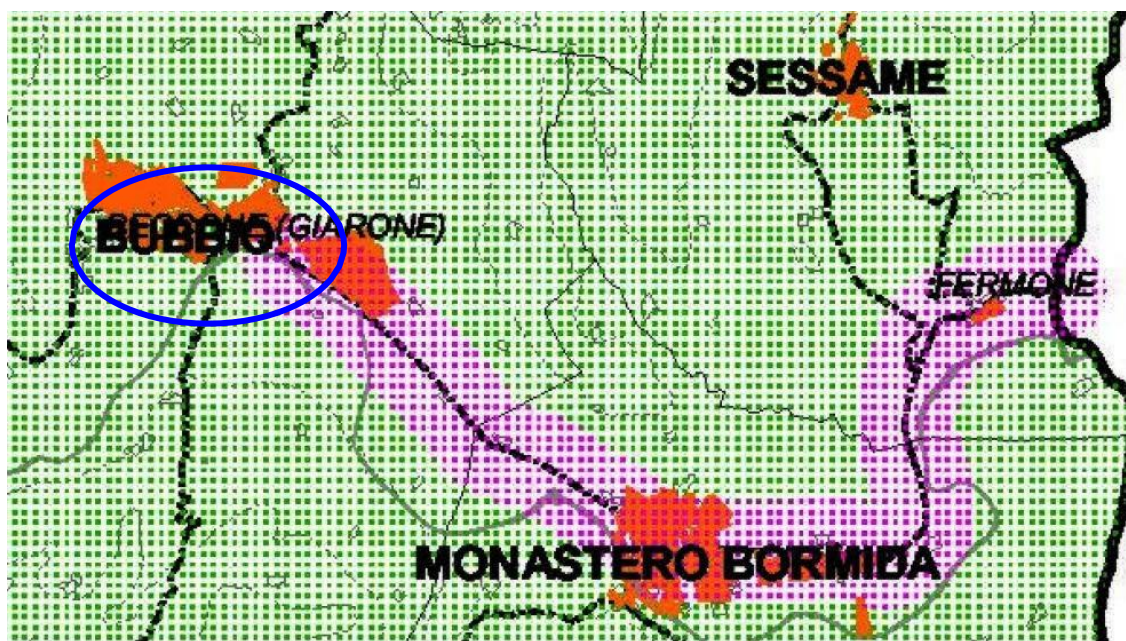 SESSAME
BUBBIO
(GIARONE)
FERMONE
MONASTERO BORMIDA